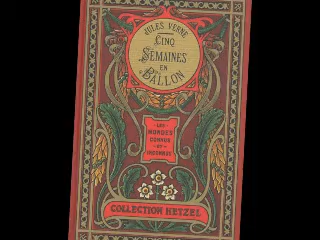 JULES VERNE
CINQ
SEMAINES
EN
BALLON
LES
MONDES
CONNUS
ET
INCONNUS
COLLECTION HETZEL